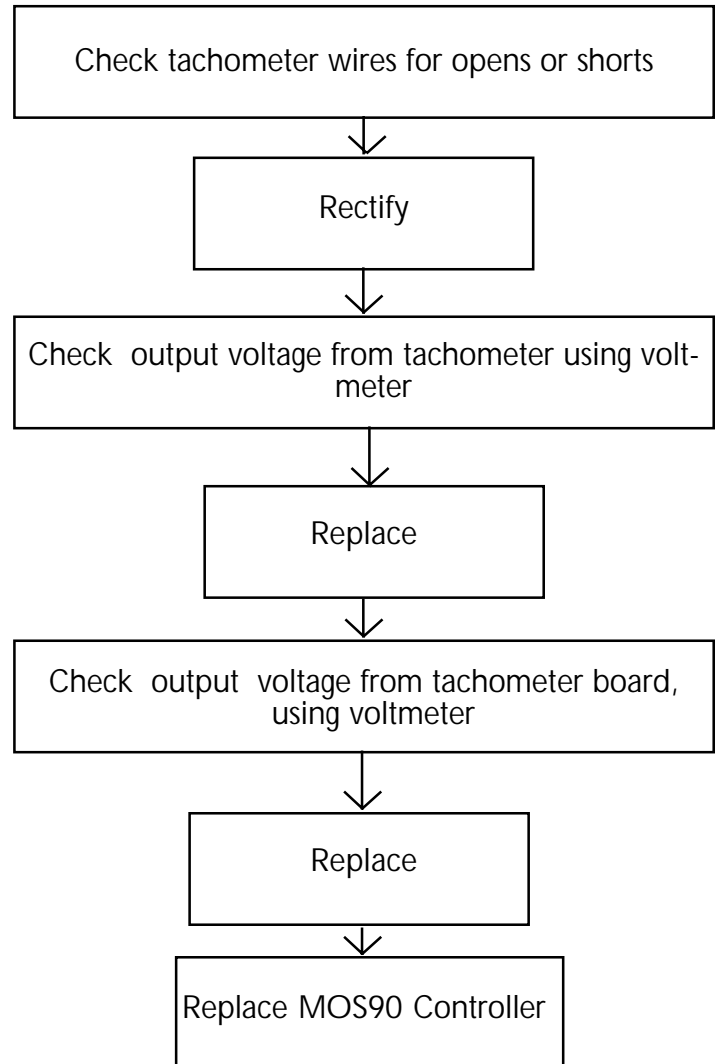 Check tachometer wires for opens or shorts
Rectify
Check output voltage from tachometer using volt-
meter
Replace
Check output voltage from tachometer board,
using voltmeter
Replace
Replace MOS90 Controller